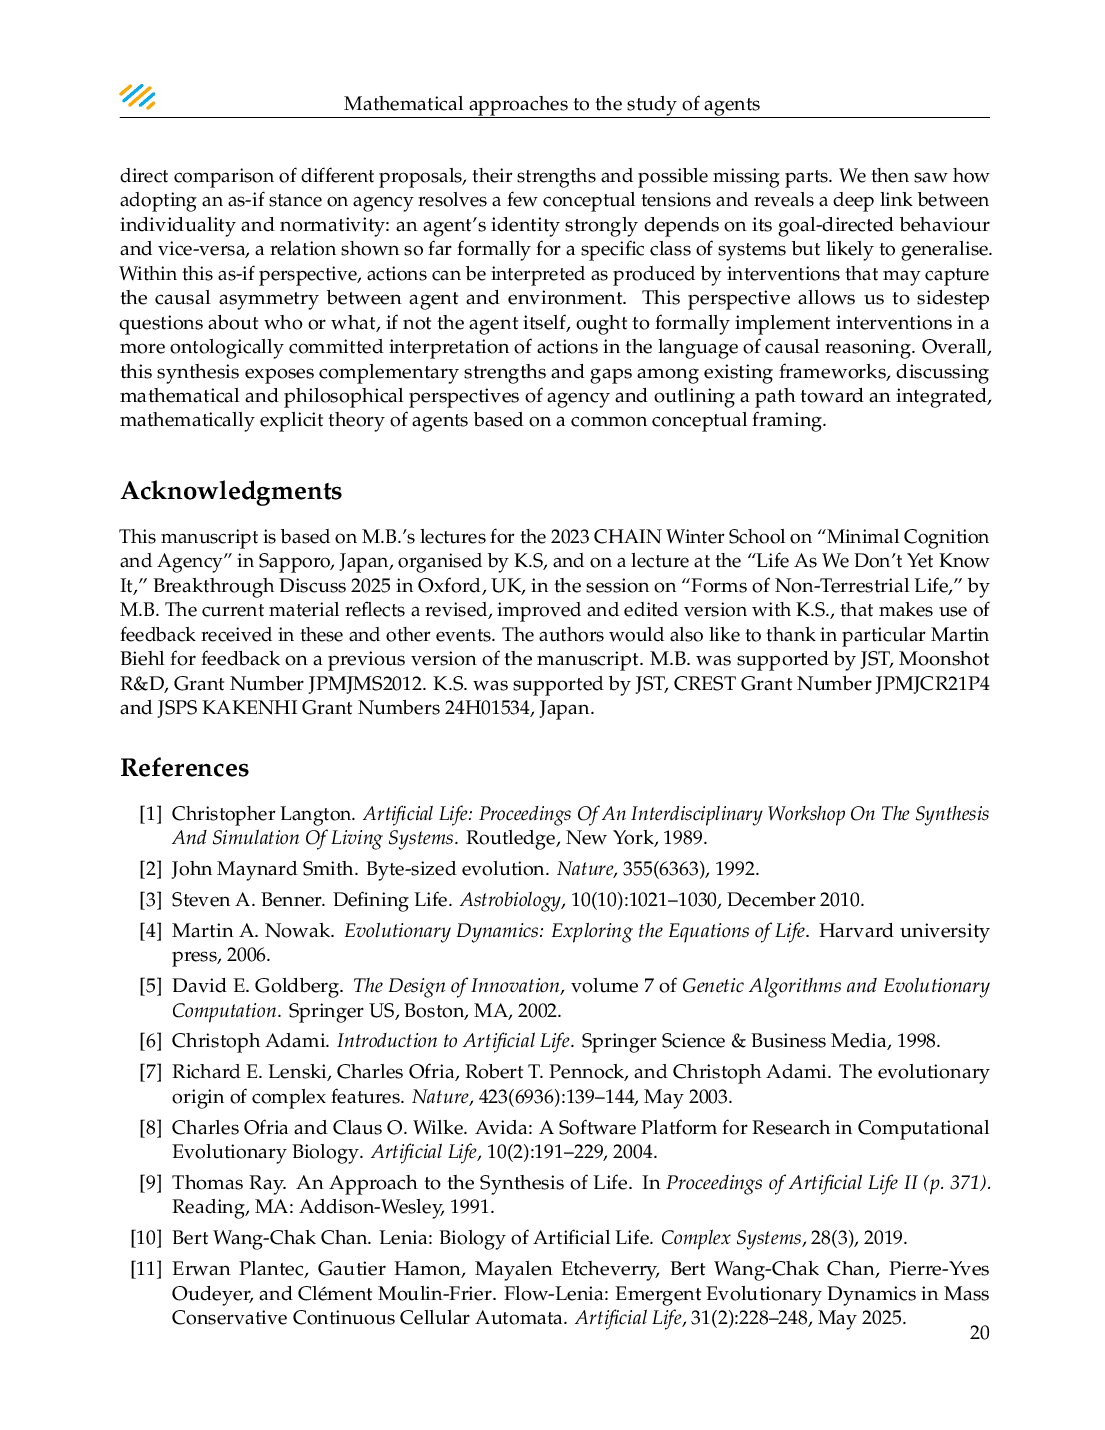 Mathematical approaches to the study of agents
direct comparison of different proposals, their strengths and possible missing parts. We then saw how
adopting an as-if stance on agency resolves a few conceptual tensions and reveals a deep link between
individuality and normativity: an agent’s identity strongly depends on its goal-directed behaviour
and vice-versa, a relation shown so far formally for a specific class of systems but likely to generalise.
Within this as-if perspective, actions can be interpreted as produced by interventions that may capture
the causal asymmetry between agent and environment. This perspective allows us to sidestep
questions about who or what, if not the agent itself, ought to formally implement interventions in a
more ontologically committed interpretation of actions in the language of causal reasoning. Overall,
this synthesis exposes complementary strengths and gaps among existing frameworks, discussing
mathematical and philosophical perspectives of agency and outlining a path toward an integrated,
mathematically explicit theory of agents based on a common conceptual framing.
Acknowledgments
This manuscript is based on M.B.’s lectures for the 2023 CHAIN Winter School on “Minimal Cognition
and Agency” in Sapporo, Japan, organised by K.S, and on a lecture at the “Life As We Don’t Yet Know
It,” Breakthrough Discuss 2025 in Oxford, UK, in the session on “Forms of Non-Terrestrial Life,” by
M.B. The current material reflects a revised, improved and edited version with K.S., that makes use of
feedback received in these and other events. The authors would also like to thank in particular Martin
Biehl for feedback on a previous version of the manuscript. M.B. was supported by JST, Moonshot
R&D, Grant Number JPMJMS2012. K.S. was supported by JST, CREST Grant Number JPMJCR21P4
and JSPS KAKENHI Grant Numbers 24H01534, Japan.
References
[1] Christopher Langton. Artificial Life: Proceedings Of An Interdisciplinary Workshop On The Synthesis
And Simulation Of Living Systems. Routledge, New York, 1989.
[2] John Maynard Smith. Byte-sized evolution. Nature, 355(6363), 1992.
[3] Steven A. Benner. Defining Life. Astrobiology, 10(10):1021–1030, December 2010.
[4] Martin A. Nowak. Evolutionary Dynamics: Exploring the Equations of Life. Harvard university
press, 2006.
[5] David E. Goldberg. The Design of Innovation, volume 7 of Genetic Algorithms and Evolutionary
Computation. Springer US, Boston, MA, 2002.
[6] Christoph Adami. Introduction to Artificial Life. Springer Science & Business Media, 1998.
[7] Richard E. Lenski, Charles Ofria, Robert T. Pennock, and Christoph Adami. The evolutionary
origin of complex features. Nature, 423(6936):139–144, May 2003.
[8] Charles Ofria and Claus O. Wilke. Avida: A Software Platform for Research in Computational
Evolutionary Biology. Artificial Life, 10(2):191–229, 2004.
[9] Thomas Ray. An Approach to the Synthesis of Life. In Proceedings of Artificial Life II (p. 371).
Reading, MA: Addison-Wesley, 1991.
[10] Bert Wang-Chak Chan. Lenia: Biology of Artificial Life. Complex Systems, 28(3), 2019.
[11] Erwan Plantec, Gautier Hamon, Mayalen Etcheverry, Bert Wang-Chak Chan, Pierre-Yves
Oudeyer, and Clément Moulin-Frier. Flow-Lenia: Emergent Evolutionary Dynamics in Mass
Conservative Continuous Cellular Automata. Artificial Life, 31(2):228–248, May 2025.
20